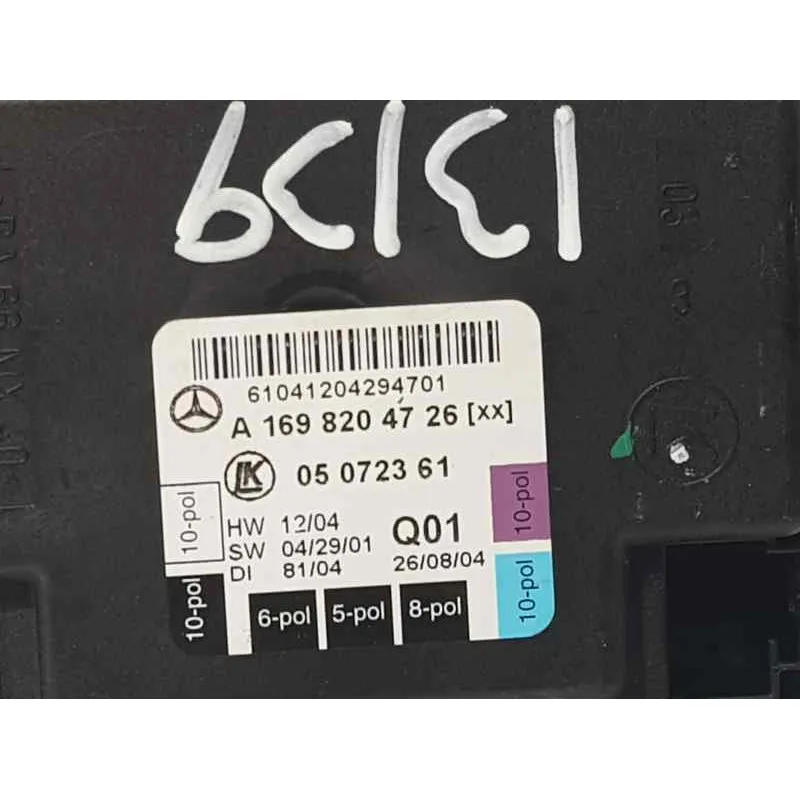 61041204294701
A 169 820 47 26 [xx]
LK 05 0723 61
10-pol
HW 12/04
SW 04/29/01
DI 81/04
Q01
26/08/04
10-pol
10-pol
6-pol 5-pol 8-pol
10-pol